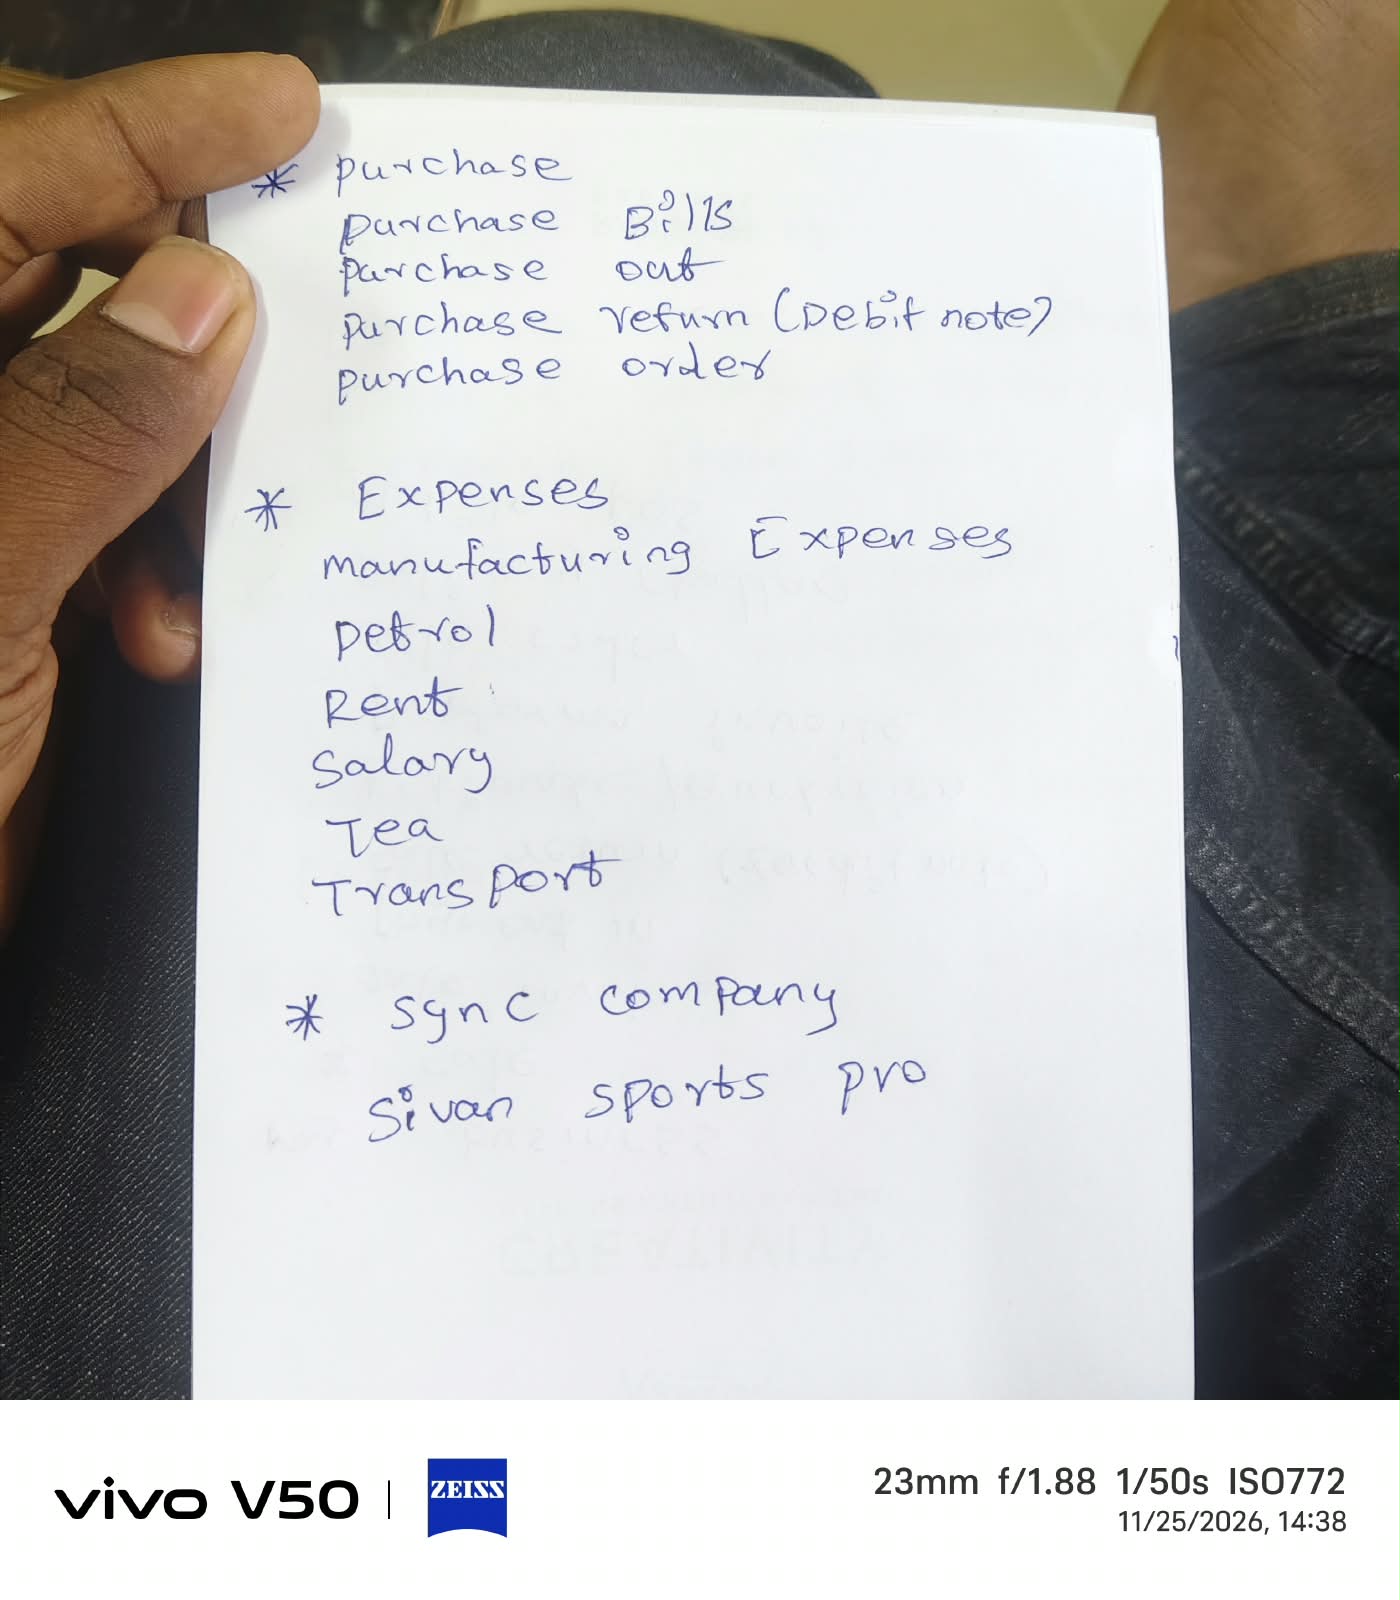 * Purchase
Purchase Bills
Purchase out
Purchase return (Debit note)
Purchase order
* Expenses
manufacturing Expenses
Petrol
Rent
Salary
Tea
Transport
* Sync company
Sivan sports pro
vivo V50 | ZEISS
23mm f/1.88 1/50s ISO772
11/25/2026, 14:38